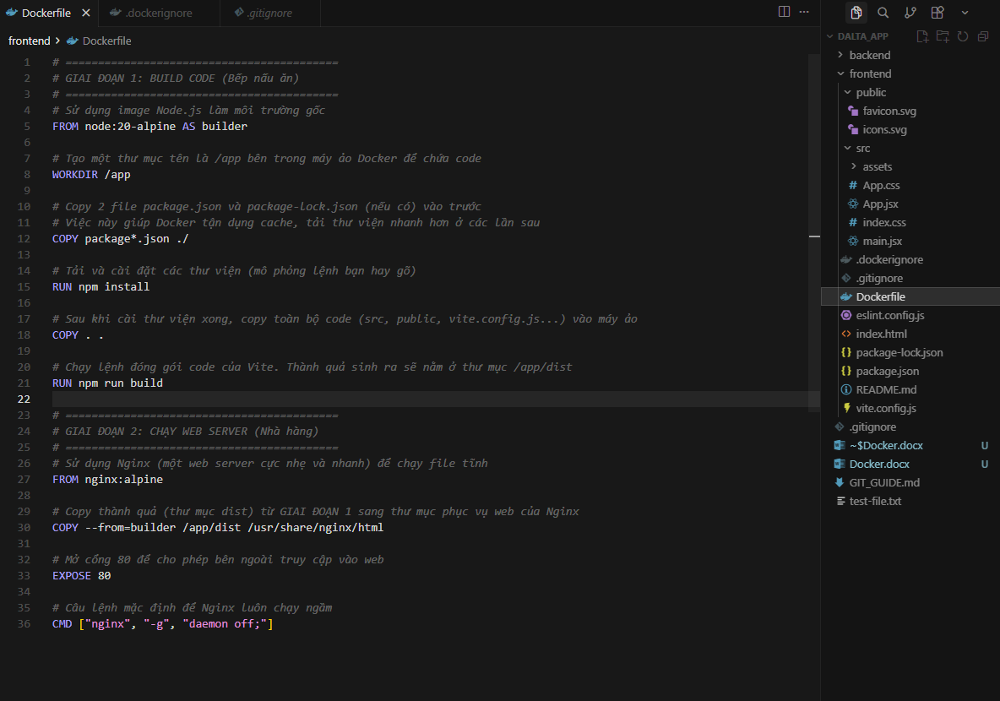 Dockerfile
.dockerignore
.gitignore
frontend > Dockerfile
1 # ==========================================
2 # GIAI ĐOẠN 1: BUILD CODE (Bếp nấu ăn)
3 # ==========================================
4 # Sử dụng image Node.js làm môi trường gốc
5 FROM node:20-alpine AS builder
6
7 # Tạo một thư mục tên là /app bên trong máy ảo Docker để chứa code
8 WORKDIR /app
9
10 # Copy 2 file package.json và package-lock.json (nếu có) vào trước
11 # Việc này giúp Docker tận dụng cache, tải thư viện nhanh hơn ở các lần sau
12 COPY package*.json ./
13
14 # Tải và cài đặt các thư viện (mô phỏng lệnh bạn hay gõ)
15 RUN npm install
16
17 # Sau khi cài thư viện xong, copy toàn bộ code (src, public, vite.config.js...) vào máy ảo
18 COPY . .
19
20 # Chạy lệnh đóng gói code của Vite. Thành quả sinh ra sẽ nằm ở thư mục /app/dist
21 RUN npm run build
22
23 # ==========================================
24 # GIAI ĐOẠN 2: CHẠY WEB SERVER (Nhà hàng)
25 # ==========================================
26 # Sử dụng Nginx (một web server cực nhẹ và nhanh) để chạy file tĩnh
27 FROM nginx:alpine
28
29 # Copy thành quả (thư mục dist) từ GIAI ĐOẠN 1 sang thư mục phục vụ web của Nginx
30 COPY --from=builder /app/dist /usr/share/nginx/html
31
32 # Mở cổng 80 để cho phép bên ngoài truy cập vào web
33 EXPOSE 80
34
35 # Câu lệnh mặc định để Nginx luôn chạy ngầm
36 CMD ["nginx", "-g", "daemon off;"]
DALTA_APP
backend
frontend
public
favicon.svg
icons.svg
src
assets
App.css
App.jsx
index.css
main.jsx
.dockerignore
.gitignore
Dockerfile
eslint.config.js
index.html
package-lock.json
package.json
README.md
vite.config.js
.gitignore
~$Docker.docx U
Docker.docx U
GIT_GUIDE.md
test-file.txt